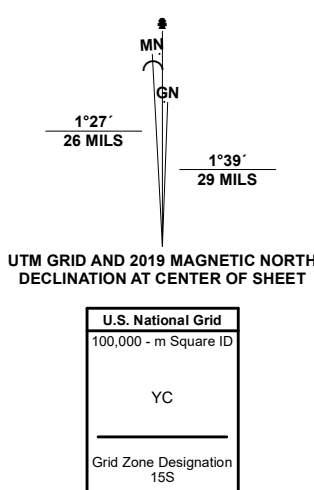 MN
GN
1°27´
26 MILS
1°39´
29 MILS
UTM GRID AND 2019 MAGNETIC NORTH
DECLINATION AT CENTER OF SHEET
U.S. National Grid
100,000 - m Square ID
YC
Grid Zone Designation
15S